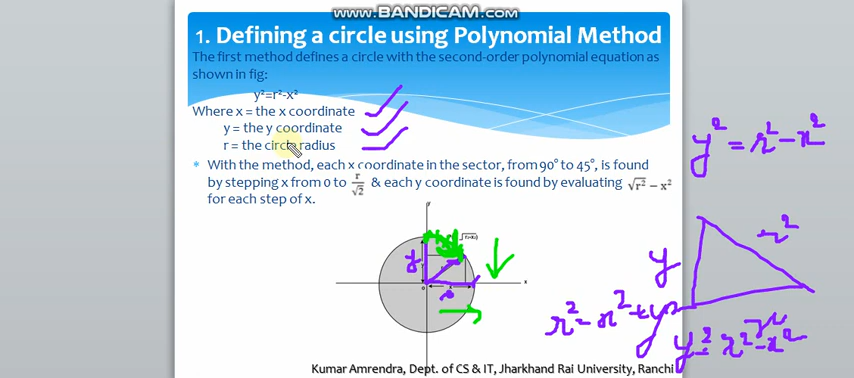 WWW.BANDICAM.COM
1. Defining a circle using Polynomial Method
The first method defines a circle with the second-order polynomial equation as
shown in fig:
y²=r²-x²
Where x = the x coordinate
y = the y coordinate
r = the circle radius
* With the method, each x coordinate in the sector, from 90° to 45°, is found
by stepping x from 0 to r/√2 & each y coordinate is found by evaluating √r² − x²
for each step of x.
y² = r² − x²
y
y
r²
x
y² = r² − x²
Kumar Amrendra, Dept. of CS & IT, Jharkhand Rai University, Ranchi